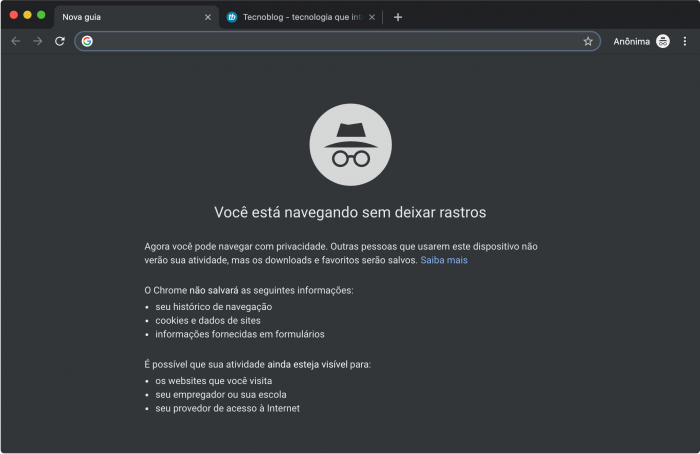 Nova guia
tb Tecnoblog - tecnologia que int
Anônima
Você está navegando sem deixar rastros
Agora você pode navegar com privacidade. Outras pessoas que usarem este dispositivo não
verão sua atividade, mas os downloads e favoritos serão salvos. Saiba mais
O Chrome não salvará as seguintes informações:
• seu histórico de navegação
• cookies e dados de sites
• informações fornecidas em formulários
É possível que sua atividade ainda esteja visível para:
• os websites que você visita
• seu empregador ou sua escola
• seu provedor de acesso à Internet